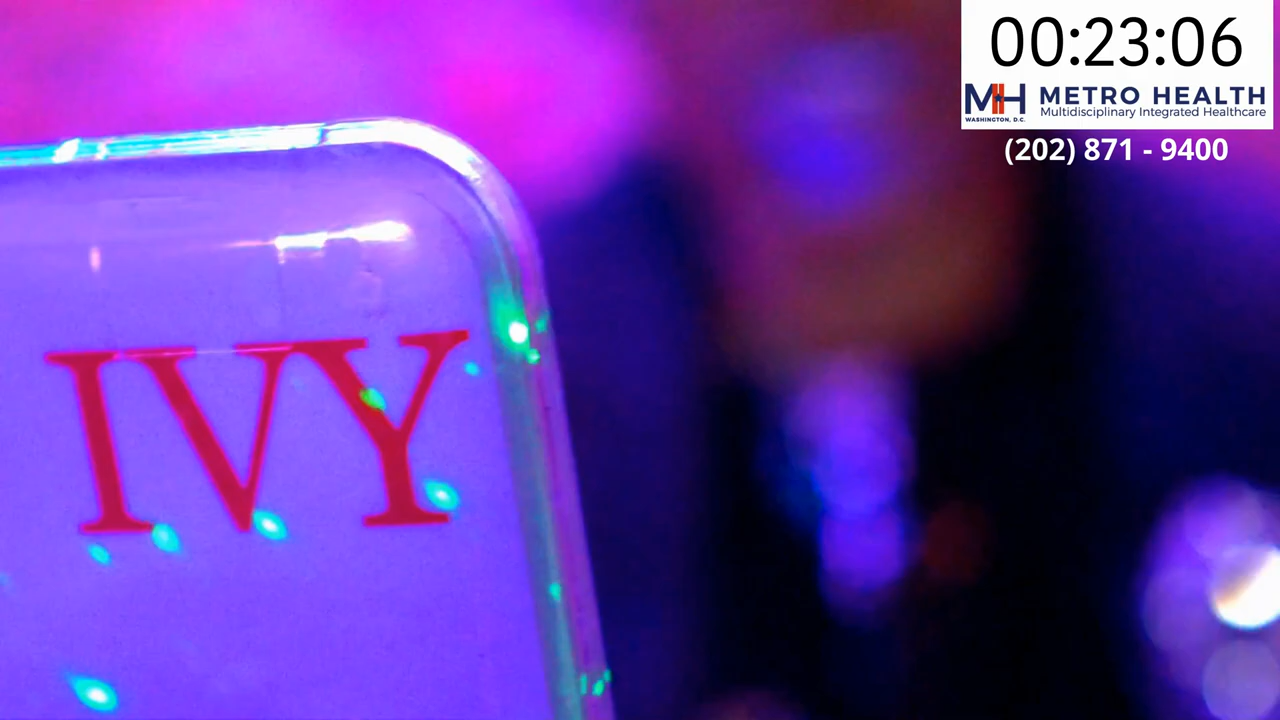 00:23:06
MH METRO HEALTH
WASHINGTON, D.C. Multidisciplinary Integrated Healthcare
(202) 871 - 9400
IVY